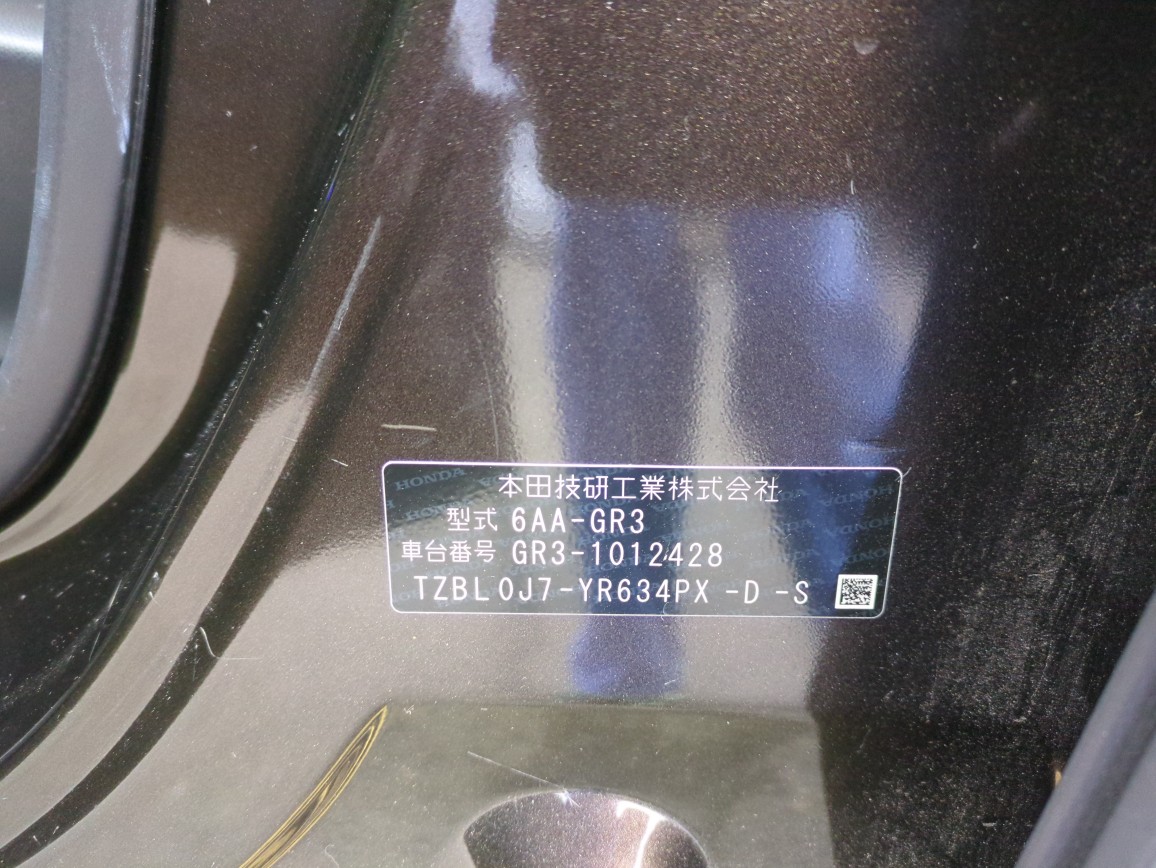 本田技研工業株式会社
型式 6AA-GR3
車台番号 GR3-1012428
TZBL0J7-YR634PX -D -S